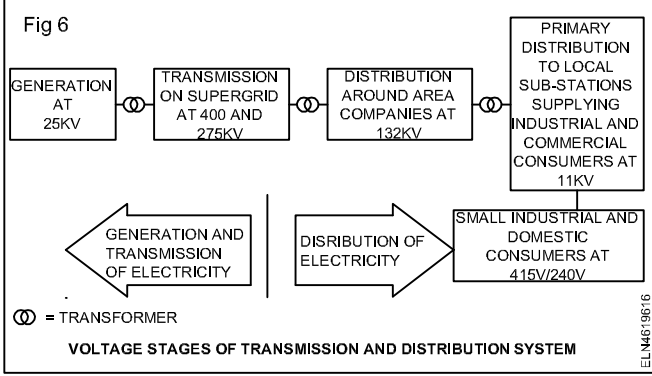 Fig 6
GENERATION
AT
25KV
TRANSMISSION
ON SUPERGRID
AT 400 AND
275KV
DISTRIBUTION
AROUND AREA
COMPANIES AT
132KV
PRIMARY
DISTRIBUTION
TO LOCAL
SUB-STATIONS
SUPPLYING
INDUSTRIAL AND
COMMERCIAL
CONSUMERS AT
11KV
GENERATION AND
TRANSMISSION
OF ELECTRICITY
DISRIBUTION OF
ELECTRICITY
SMALL INDUSTRIAL AND
DOMESTIC
CONSUMERS AT
415V/240V
= TRANSFORMER
VOLTAGE STAGES OF TRANSMISSION AND DISTRIBUTION SYSTEM
ELN4619616